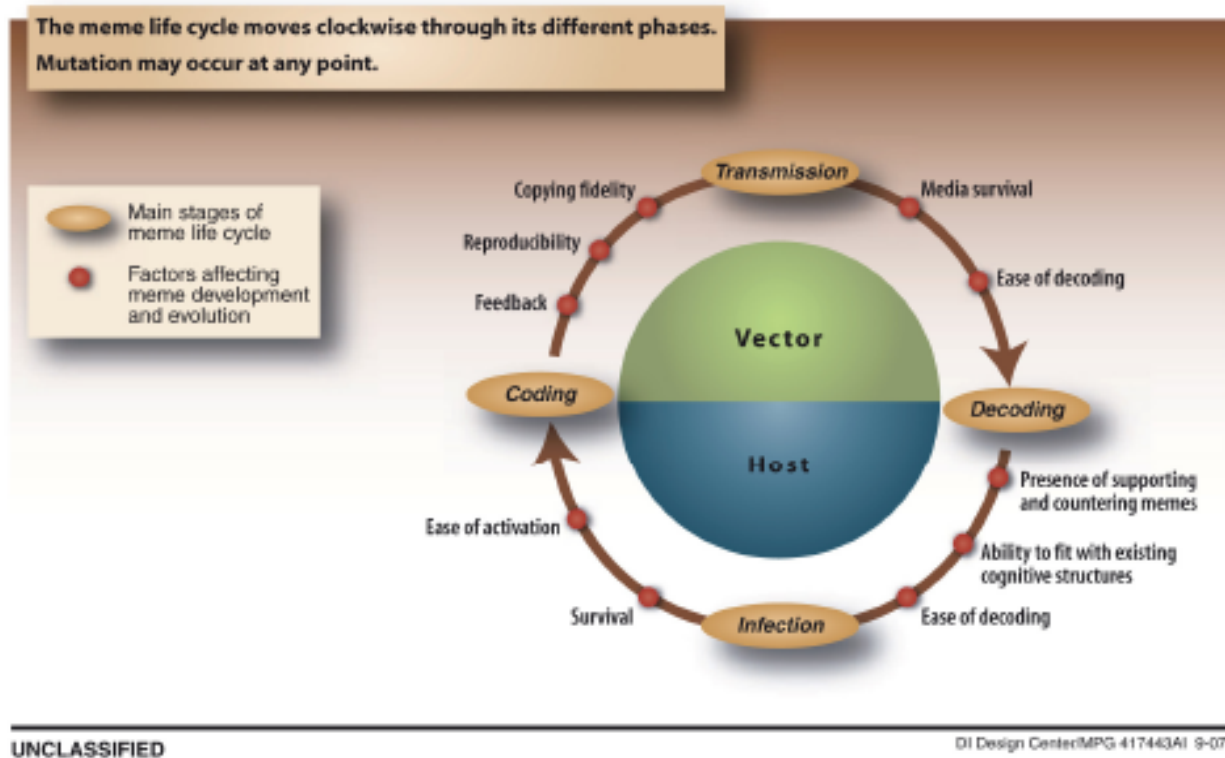 The meme life cycle moves clockwise through its different phases.
Mutation may occur at any point.
Main stages of
meme life cycle
Factors affecting
meme development
and evolution
Transmission
Copying fidelity
Media survival
Reproducibility
Ease of decoding
Feedback
Vector
Coding
Decoding
Host
Presence of supporting
and countering memes
Ease of activation
Ability to fit with existing
cognitive structures
Survival
Infection
Ease of decoding
UNCLASSIFIED
DI Design Center/MPG 417443AI 9-07